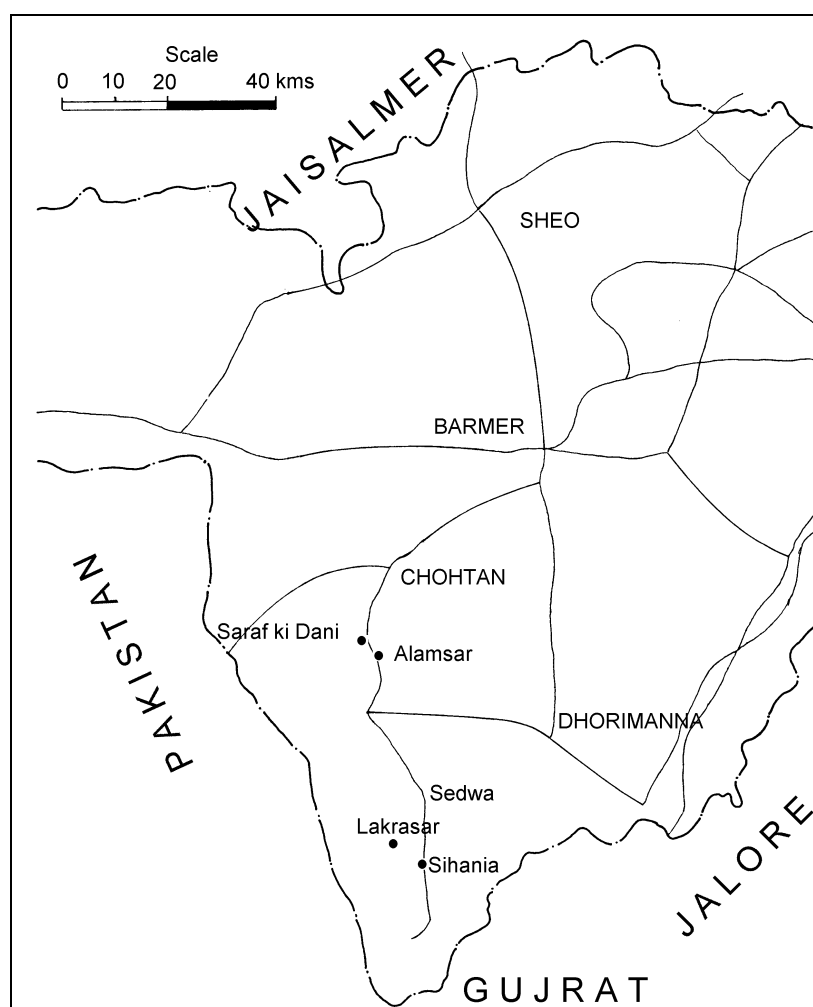 Scale
0 10 20 40 kms
JAISALMER
SHEO
BARMER
CHOHTAN
PAKISTAN
Saraf ki Dani
Alamsar
DHORIMANNA
Sedwa
Lakrasar
Sihania
JALORE
GUJRAT